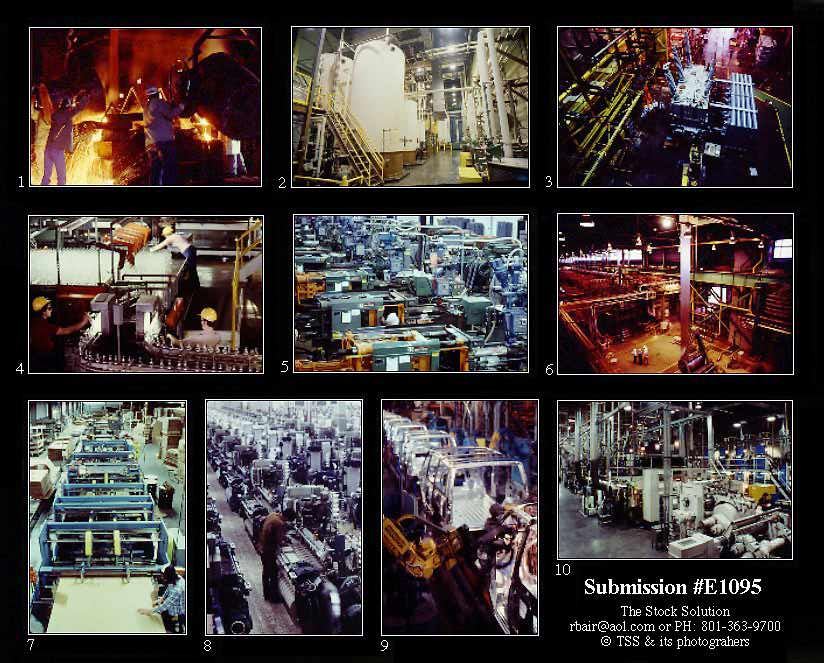 1
2
3
4
5
6
7
8
9
10
Submission #E1095
The Stock Solution
rbair@aol.com or PH: 801-363-9700
© TSS & its photograhers